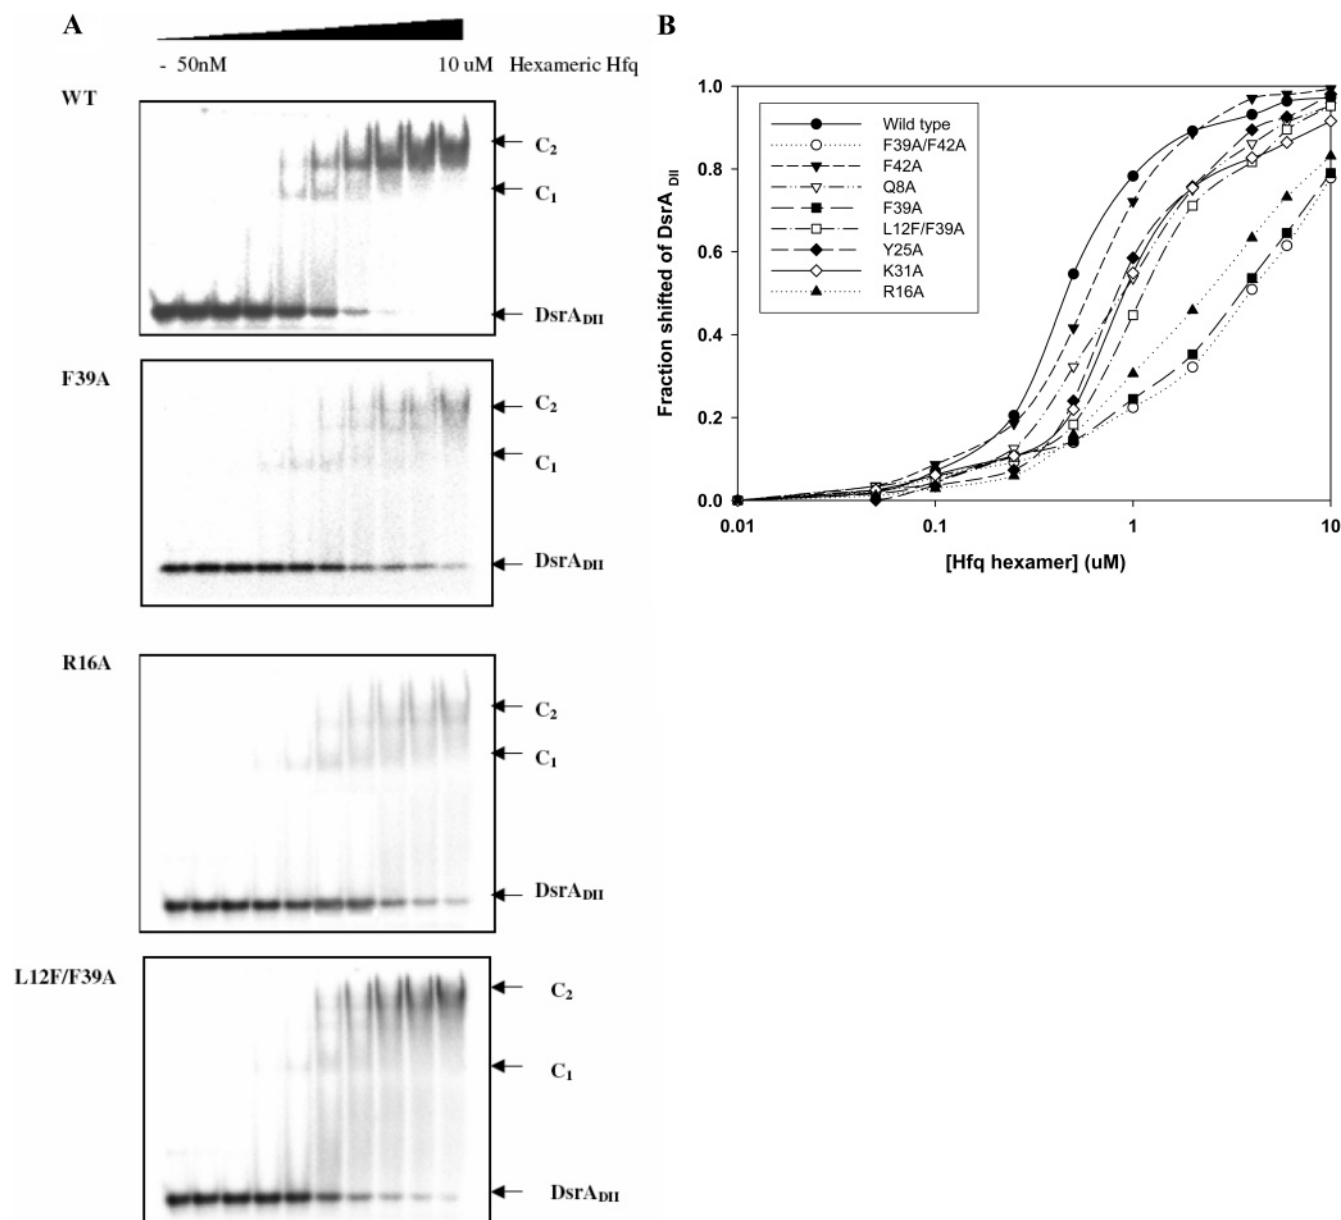 A
- 50nM 10 uM Hexameric Hfq
WT
C2
C1
DsrADII
F39A
C2
C1
DsrADII
R16A
C2
C1
DsrADII
L12F/F39A
C2
C1
DsrADII
B
Fraction shifted of DsrADII
1.0
0.8
0.6
0.4
0.2
0.0
Wild type
F39A/F42A
F42A
Q8A
F39A
L12F/F39A
Y25A
K31A
R16A
0.01 0.1 1 10
[Hfq hexamer] (uM)